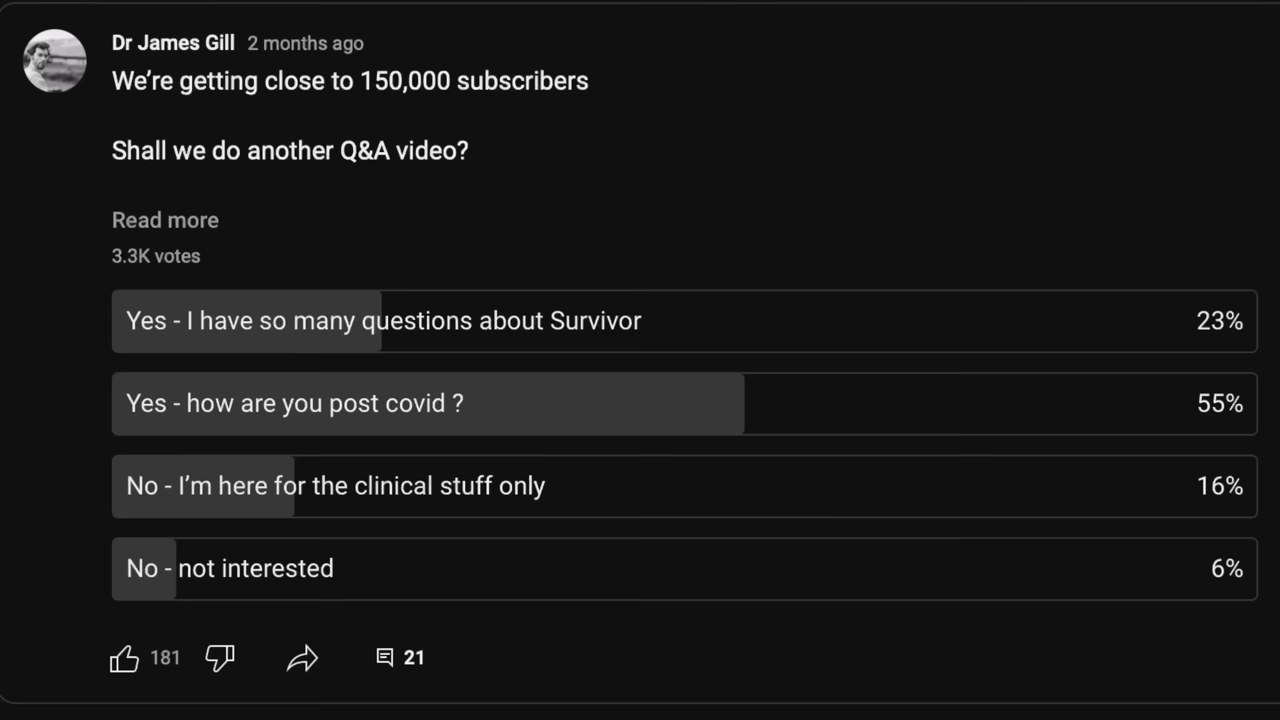 Dr James Gill 2 months ago
We’re getting close to 150,000 subscribers
Shall we do another Q&A video?
Read more
3.3K votes
Yes - I have so many questions about Survivor 23%
Yes - how are you post covid ? 55%
No - I’m here for the clinical stuff only 16%
No - not interested 6%
181 21